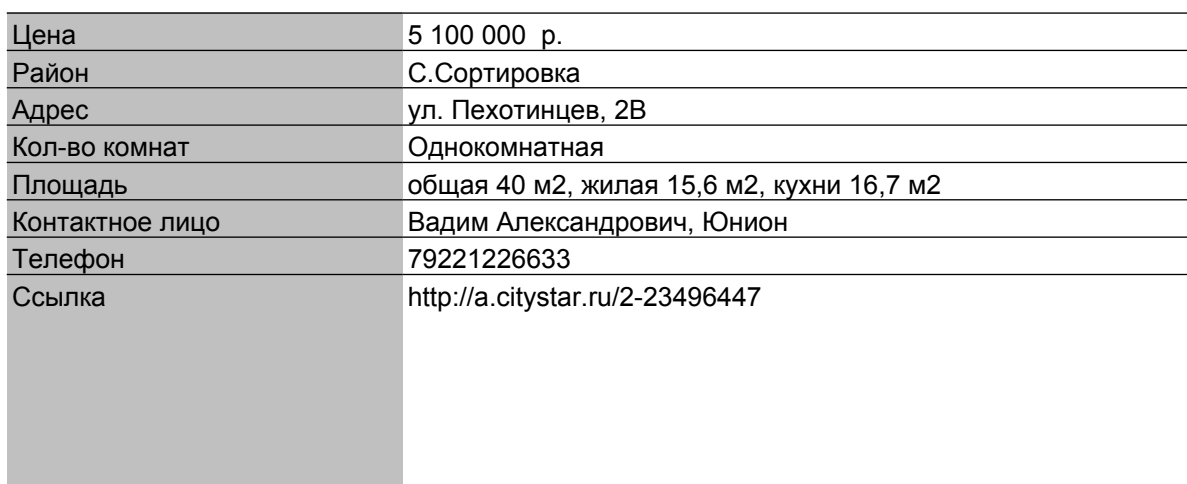 Цена 5 100 000 р.
Район С.Сортировка
Адрес ул. Пехотинцев, 2В
Кол-во комнат Однокомнатная
Площадь общая 40 м2, жилая 15,6 м2, кухни 16,7 м2
Контактное лицо Вадим Александрович, Юнион
Телефон 79221226633
Ссылка http://a.citystar.ru/2-23496447